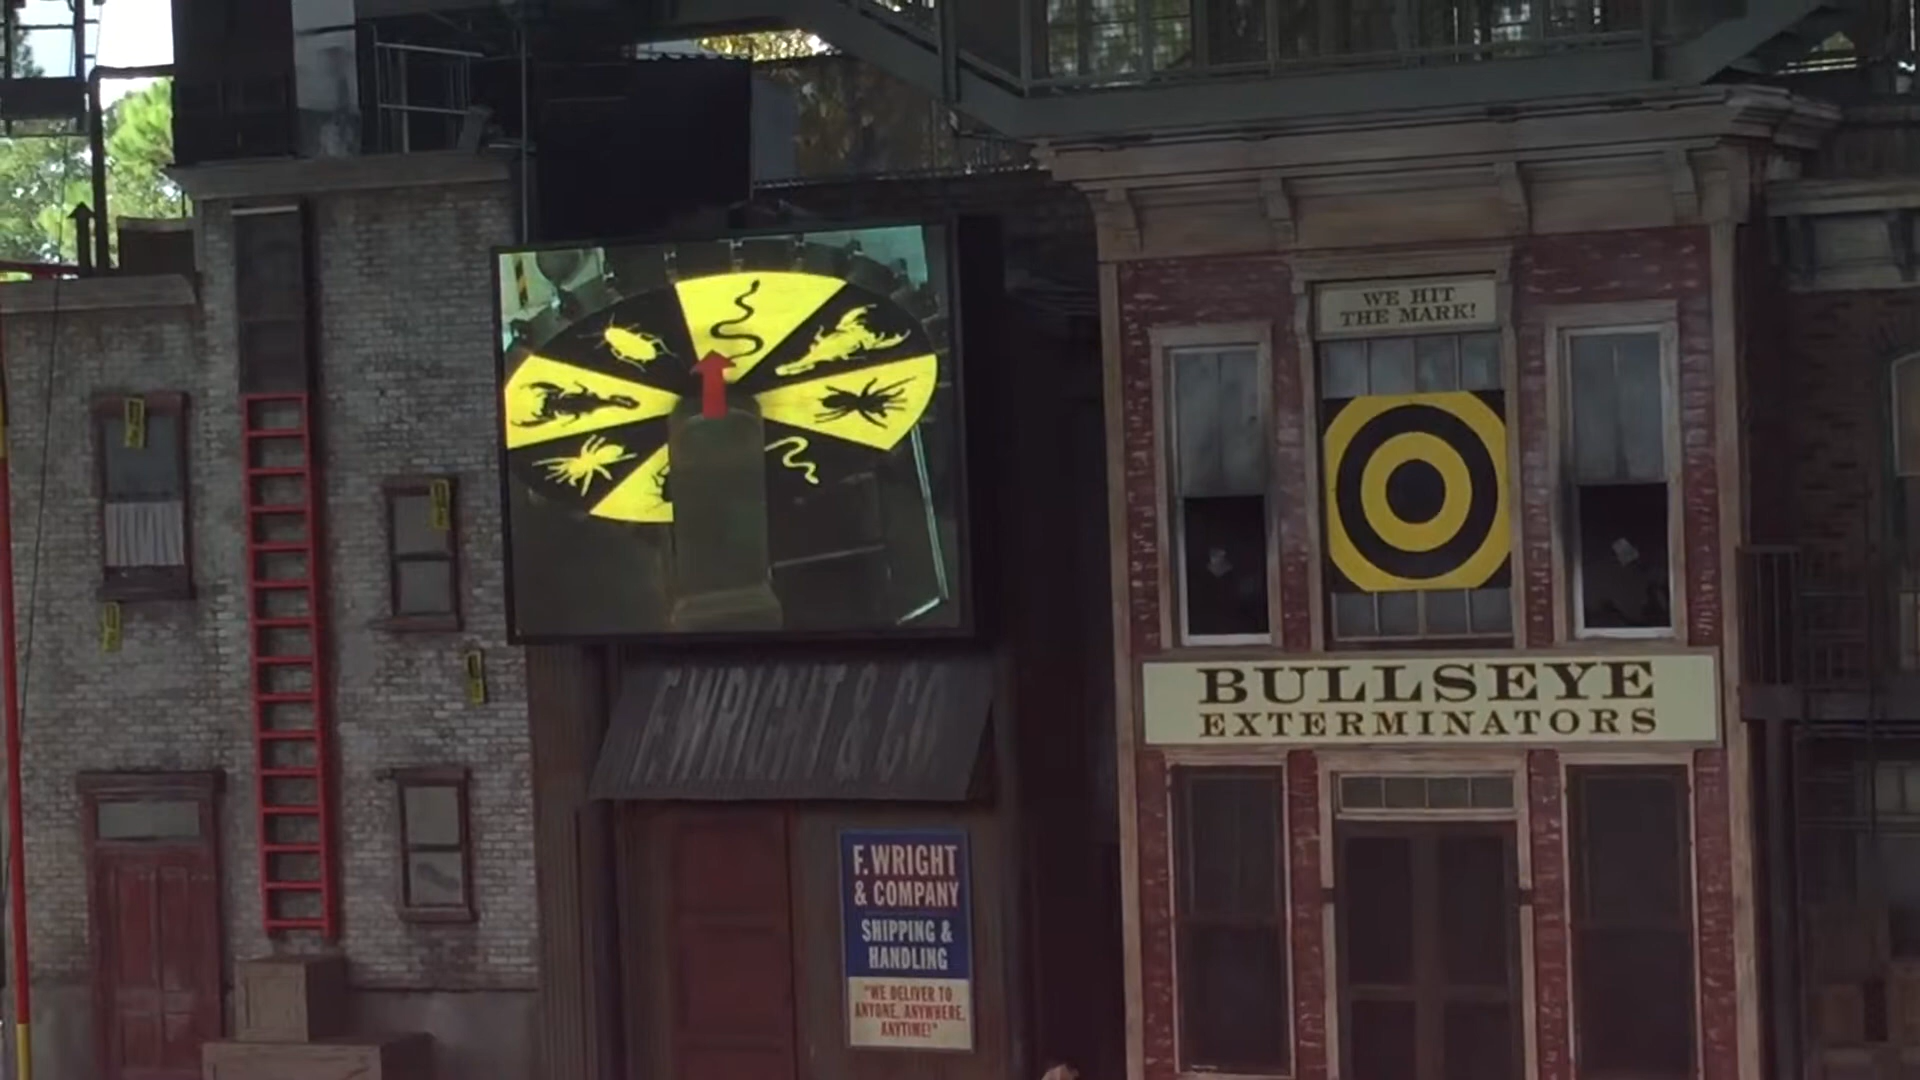 WE HIT
THE MARK!
F. WRIGHT & CO
BULLSEYE
EXTERMINATORS
F. WRIGHT
& COMPANY
SHIPPING &
HANDLING
"WE DELIVER TO
ANYONE, ANYWHERE,
ANYTIME!"